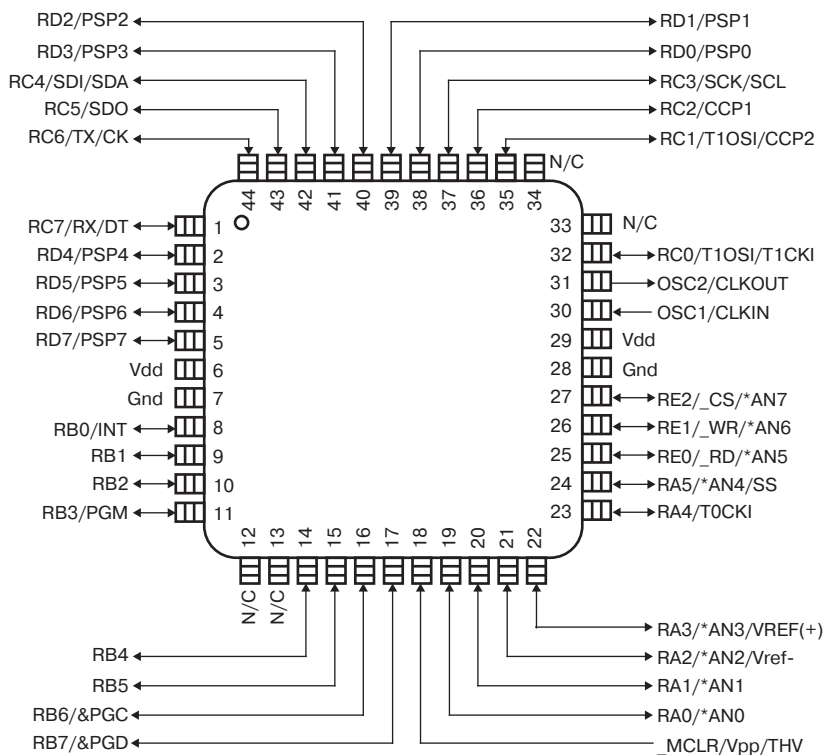 RD2/PSP2
RD1/PSP1
RD3/PSP3
RD0/PSP0
RC4/SDI/SDA
RC3/SCK/SCL
RC5/SDO
RC2/CCP1
RC6/TX/CK
RC1/T1OSI/CCP2
N/C
44 43 42 41 40 39 38 37 36 35 34
RC7/RX/DT 1
33 N/C
RD4/PSP4 2
32 RC0/T1OSI/T1CKI
RD5/PSP5 3
31 OSC2/CLKOUT
RD6/PSP6 4
30 OSC1/CLKIN
RD7/PSP7 5
29 Vdd
Vdd 6
28 Gnd
Gnd 7
27 RE2/_CS/*AN7
RB0/INT 8
26 RE1/_WR/*AN6
RB1 9
25 RE0/_RD/*AN5
RB2 10
24 RA5/*AN4/SS
RB3/PGM 11
23 RA4/T0CKI
12 13 14 15 16 17 18 19 20 21 22
N/C N/C
RA3/*AN3/VREF(+)
RB4
RA2/*AN2/Vref-
RB5
RA1/*AN1
RB6/&PGC
RA0/*AN0
RB7/&PGD
_MCLR/Vpp/THV